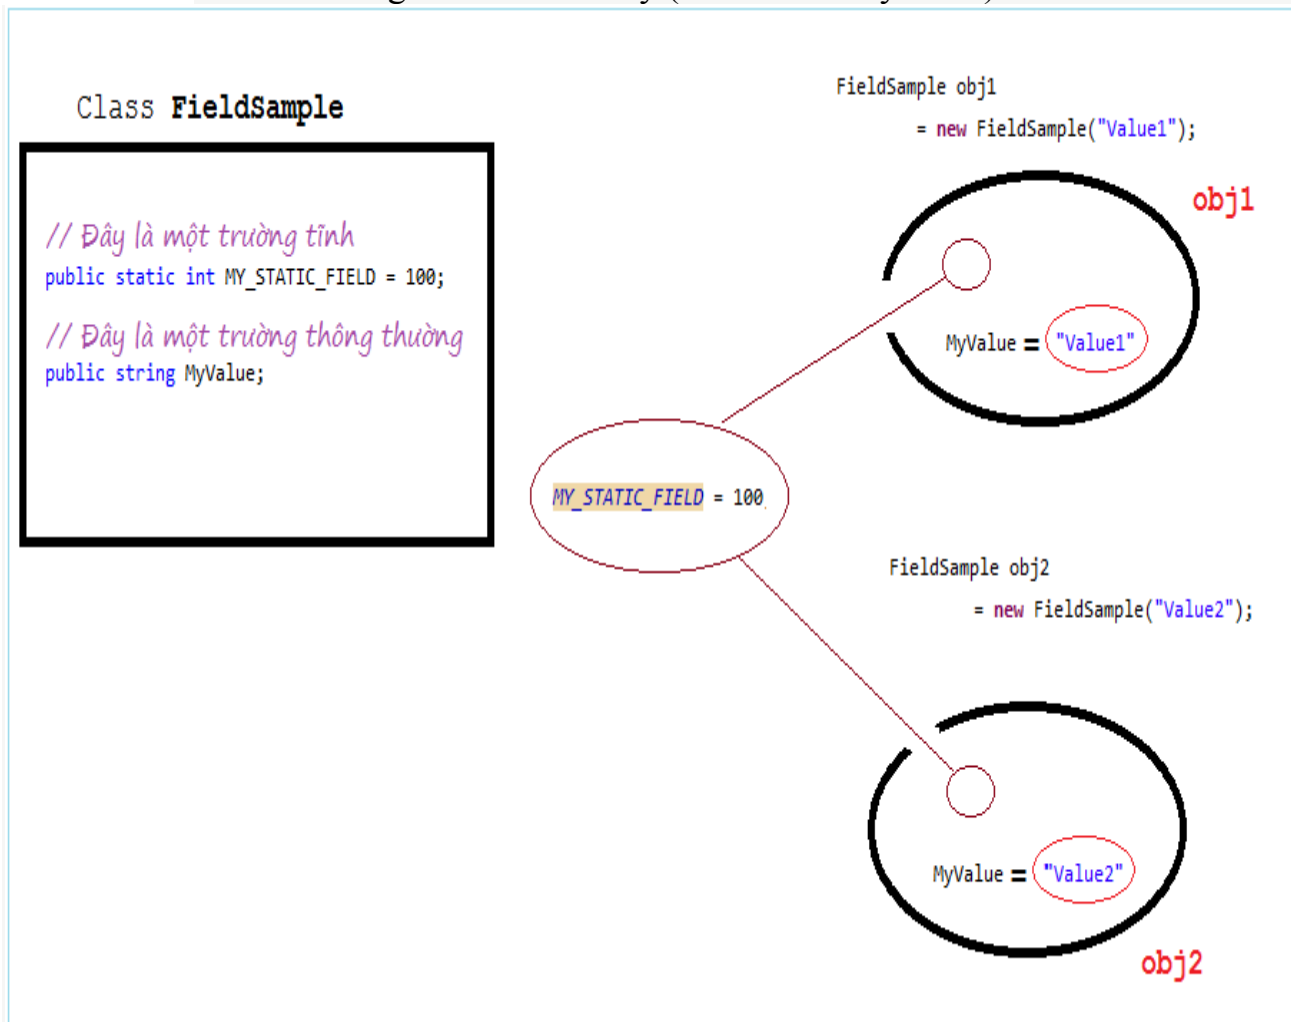 Class FieldSample
// Đây là một trường tĩnh
public static int MY_STATIC_FIELD = 100;
// Đây là một trường thông thường
public string MyValue;
MY_STATIC_FIELD = 100
FieldSample obj1
= new FieldSample("Value1");
obj1
MyValue = "Value1"
FieldSample obj2
= new FieldSample("Value2");
MyValue = "Value2"
obj2